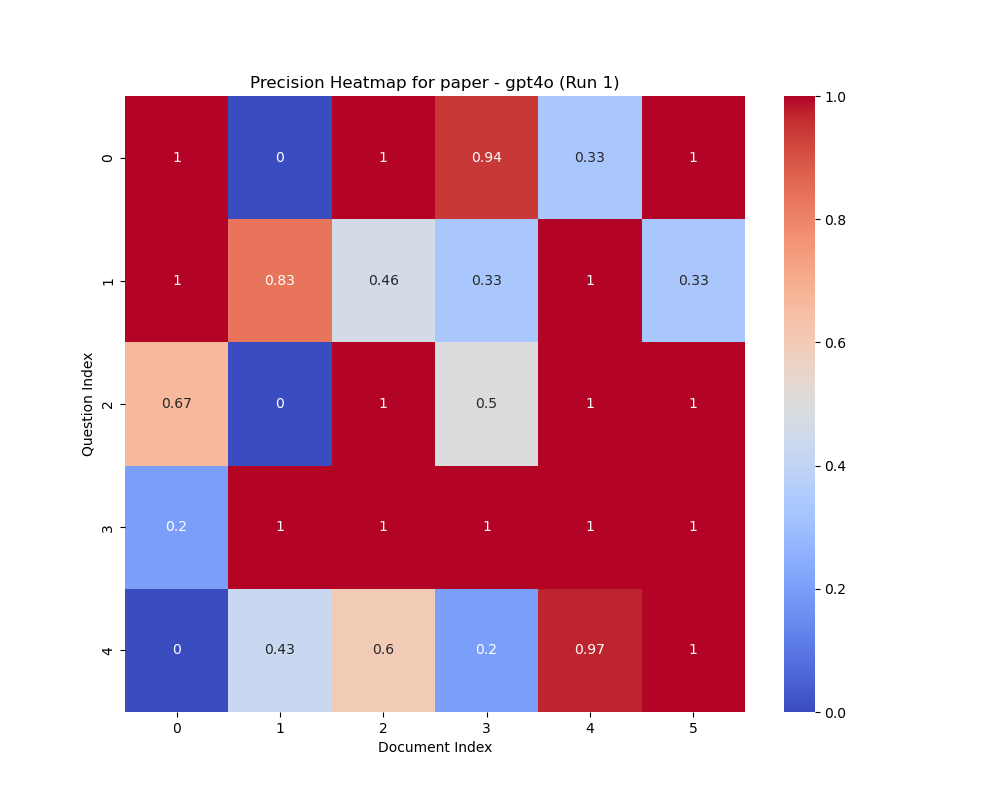 Precision Heatmap for paper - gpt4o (Run 1)
0 1 0 1 0.94 0.33 1
1 1 0.83 0.46 0.33 1 0.33
2 0.67 0 1 0.5 1 1
3 0.2 1 1 1 1 1
4 0 0.43 0.6 0.2 0.97 1
0 1 2 3 4 5
Document Index
Question Index
1.0
0.8
0.6
0.4
0.2
0.0